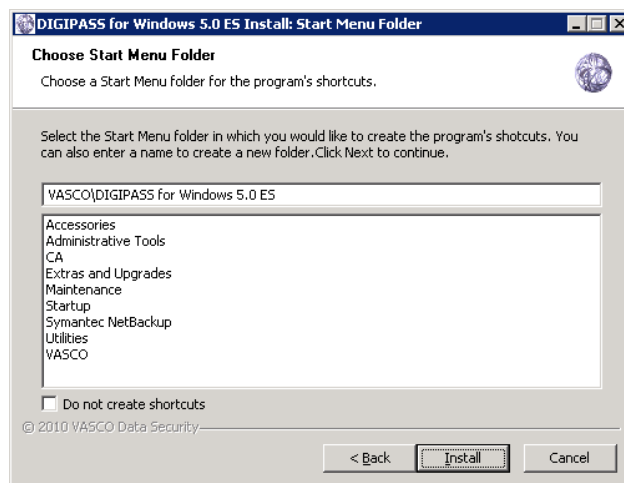 DIGIPASS for Windows 5.0 ES Install: Start Menu Folder
Choose Start Menu Folder
Choose a Start Menu folder for the program's shortcuts.
Select the Start Menu folder in which you would like to create the program's shotcuts. You
can also enter a name to create a new folder.Click Next to continue.
VASCO\DIGIPASS for Windows 5.0 ES
Accessories
Administrative Tools
CA
Extras and Upgrades
Maintenance
Startup
Symantec NetBackup
Utilities
VASCO
Do not create shortcuts
© 2010 VASCO Data Security
< Back Install Cancel